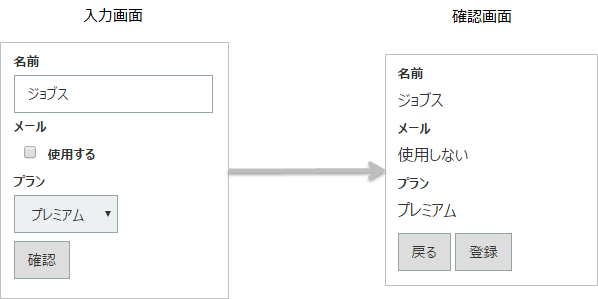 入力画面
名前
ジョブス
メール
使用する
プラン
プレミアム
確認
確認画面
名前
ジョブス
メール
使用しない
プラン
プレミアム
戻る 登録